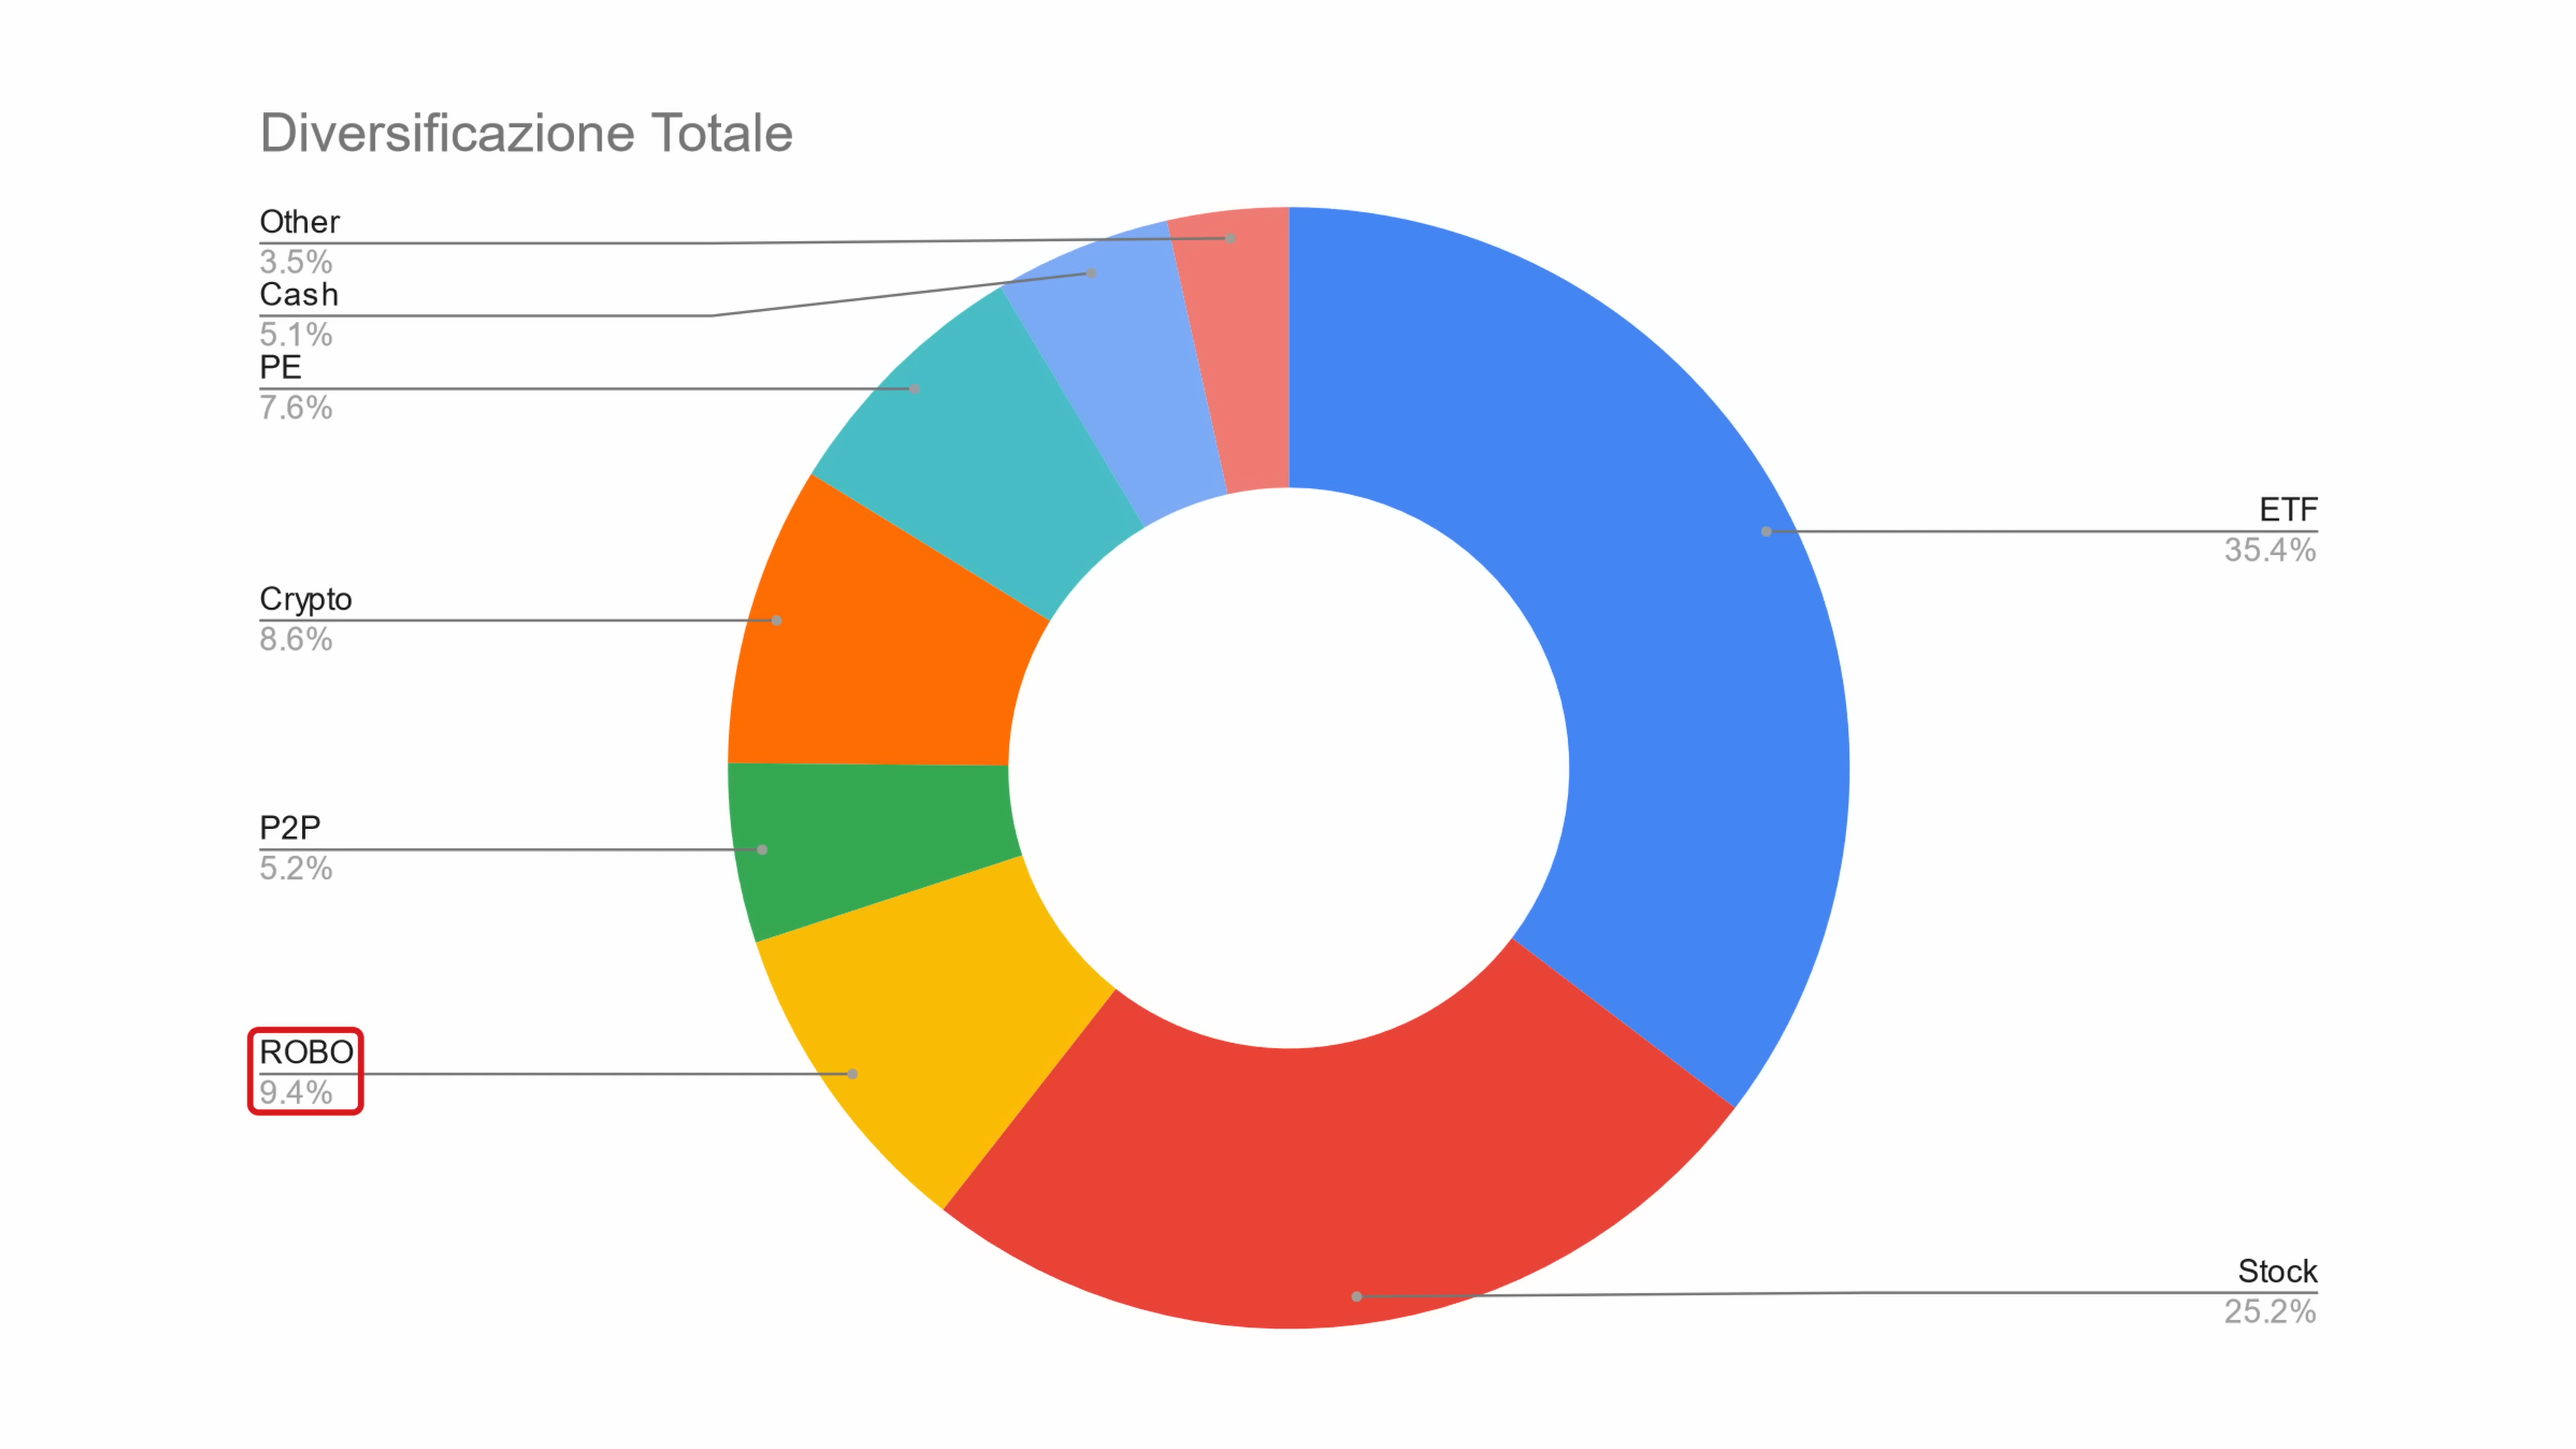 Diversificazione Totale
Other
3.5%
Cash
5.1%
PE
7.6%
Crypto
8.6%
P2P
5.2%
ROBO
9.4%
ETF
35.4%
Stock
25.2%